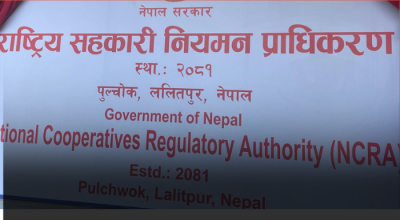 नेपाल सरकार
राष्ट्रिय सहकारी नियमन प्राधिकरण
स्था.: २०८१
पुल्चोक, ललितपुर, नेपाल
Government of Nepal
tional Cooperatives Regulatory Authority (NCRA
Estd.: 2081
Pulchwok, Lalitpur, Nepal